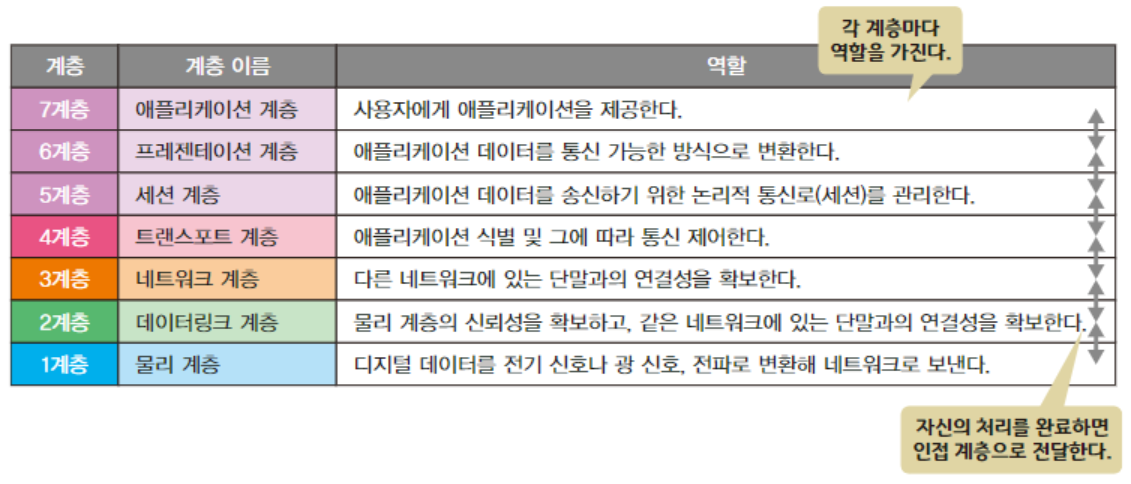 각 계층마다
역할을 가진다.
계층 계층 이름 역할
7계층 애플리케이션 계층 사용자에게 애플리케이션을 제공한다.
6계층 프레젠테이션 계층 애플리케이션 데이터를 통신 가능한 방식으로 변환한다.
5계층 세션 계층 애플리케이션 데이터를 송신하기 위한 논리적 통신로(세션)를 관리한다.
4계층 트랜스포트 계층 애플리케이션 식별 및 그에 따라 통신 제어한다.
3계층 네트워크 계층 다른 네트워크에 있는 단말과의 연결성을 확보한다.
2계층 데이터링크 계층 물리 계층의 신뢰성을 확보하고, 같은 네트워크에 있는 단말과의 연결성을 확보한다.
1계층 물리 계층 디지털 데이터를 전기 신호나 광 신호, 전파로 변환해 네트워크로 보낸다.
자신의 처리를 완료하면
인접 계층으로 전달한다.